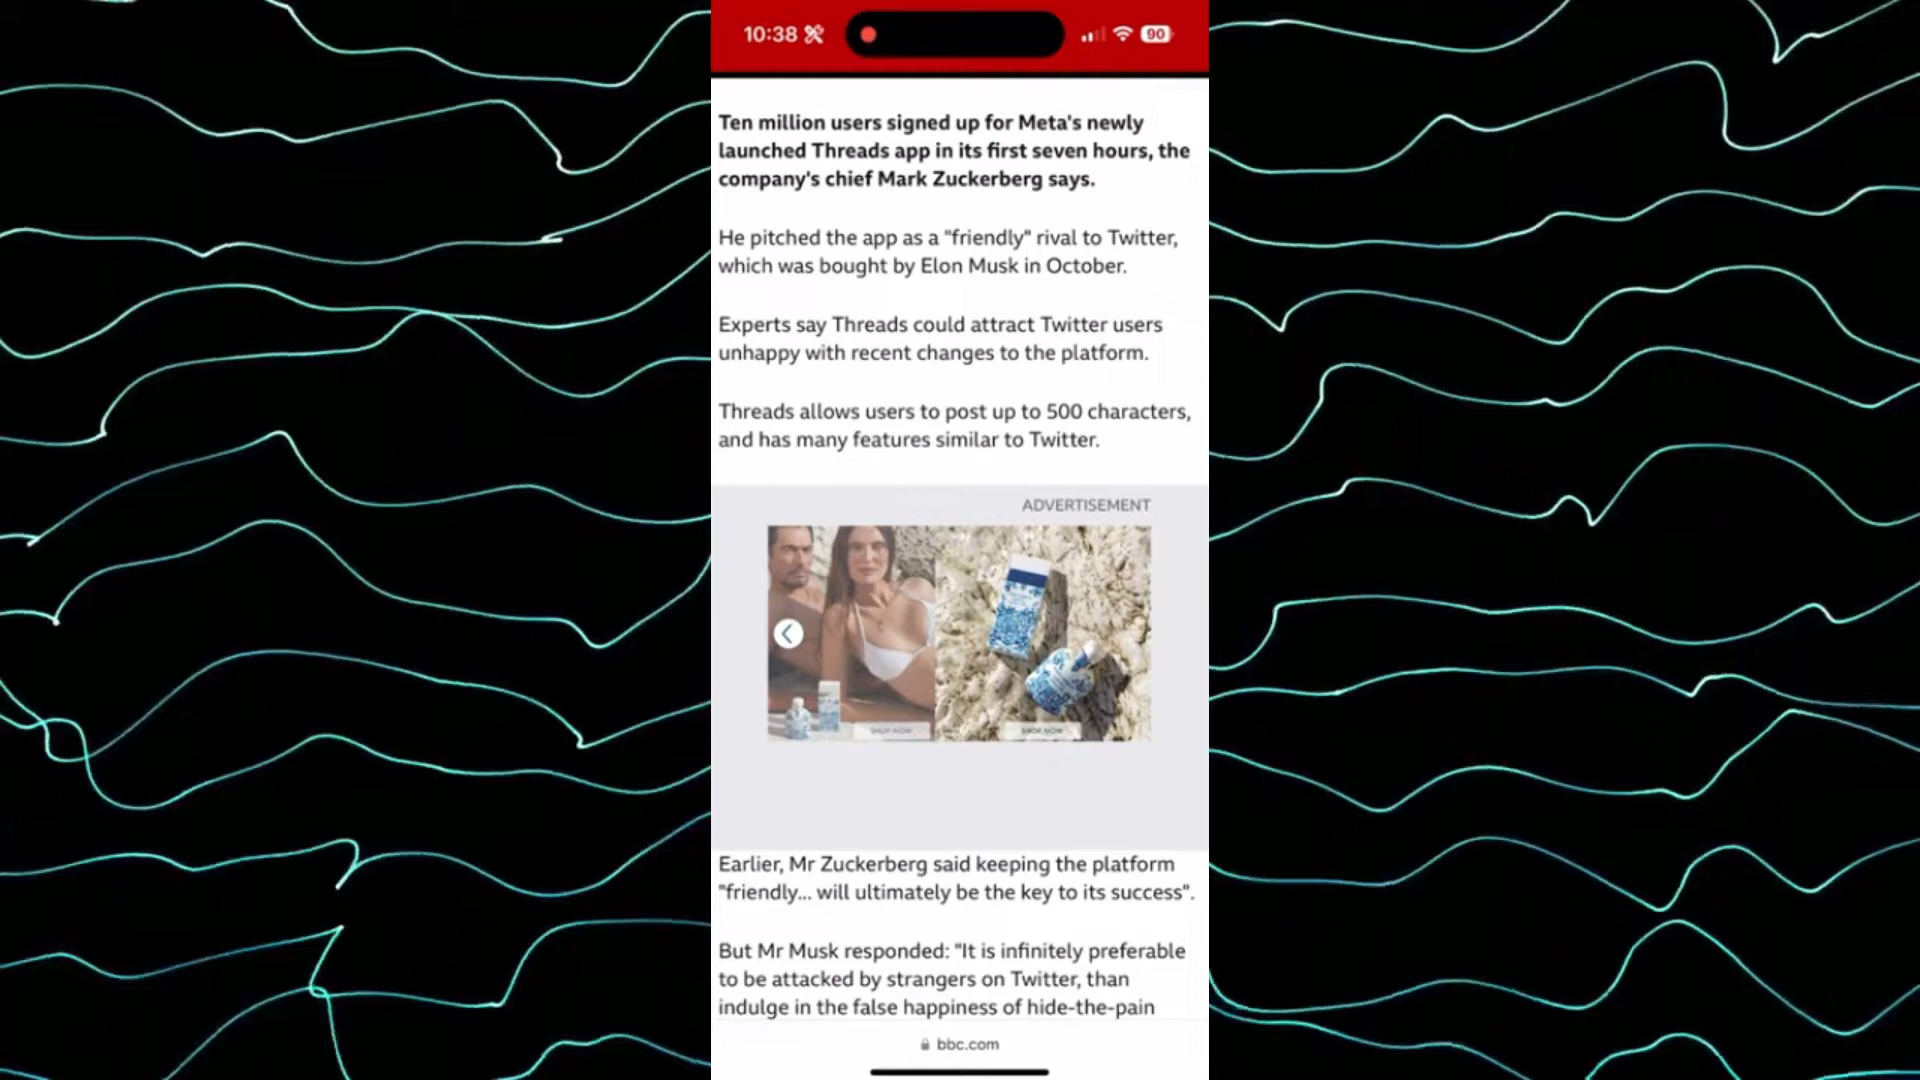 10:38
90
Ten million users signed up for Meta's newly
launched Threads app in its first seven hours, the
company's chief Mark Zuckerberg says.
He pitched the app as a "friendly" rival to Twitter,
which was bought by Elon Musk in October.
Experts say Threads could attract Twitter users
unhappy with recent changes to the platform.
Threads allows users to post up to 500 characters,
and has many features similar to Twitter.
ADVERTISEMENT
SHOP NOW
SHOP NOW
Earlier, Mr Zuckerberg said keeping the platform
"friendly... will ultimately be the key to its success".
But Mr Musk responded: "It is infinitely preferable
to be attacked by strangers on Twitter, than
indulge in the false happiness of hide-the-pain
bbc.com